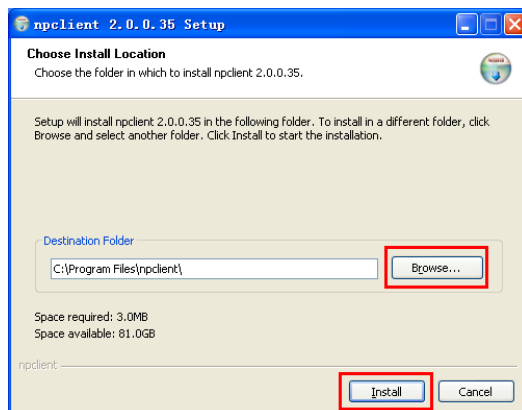 npclient 2.0.0.35 Setup
Choose Install Location
Choose the folder in which to install npclient 2.0.0.35.
Setup will install npclient 2.0.0.35 in the following folder. To install in a different folder, click
Browse and select another folder. Click Install to start the installation.
Destination Folder
C:\Program Files\npclient\
Browse...
Space required: 3.0MB
Space available: 81.0GB
npclient
Install
Cancel